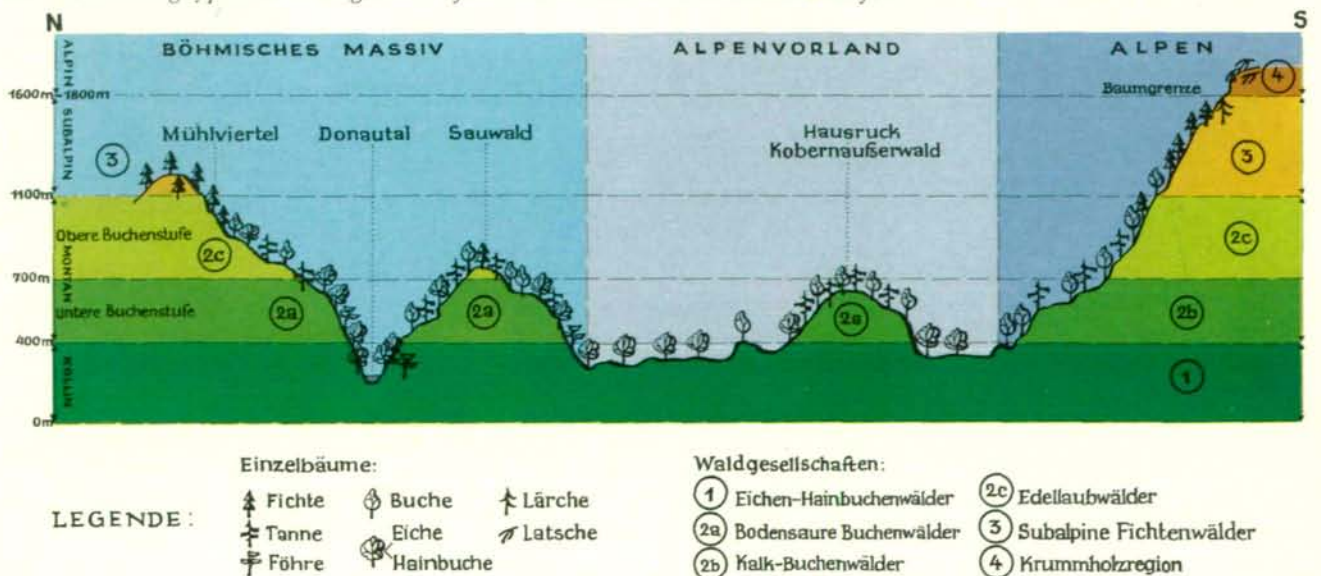 N
S
BÖHMISCHES MASSIV
ALPENVORLAND
ALPEN
ALPIN
1600m
1800m
Baumgrenze
4
SUBALPIN
Mühlviertel
Donautal
Sauwald
Hausruck
Kobernaußerwald
3
3
1100m
Obere Buchenstufe
2c
2c
MONTAN
700m
untere Buchenstufe
2a
2a
2a
2b
400m
KOLLIN
1
0m
LEGENDE:
Einzelbäume:
Fichte
Tanne
Föhre
Buche
Eiche
Hainbuche
Lärche
Latsche
Waldgesellschaften:
1 Eichen-Hainbuchenwälder
2a Bodensaure Buchenwälder
2b Kalk-Buchenwälder
2c Edellaubwälder
3 Subalpine Fichtenwälder
4 Krummholzregion